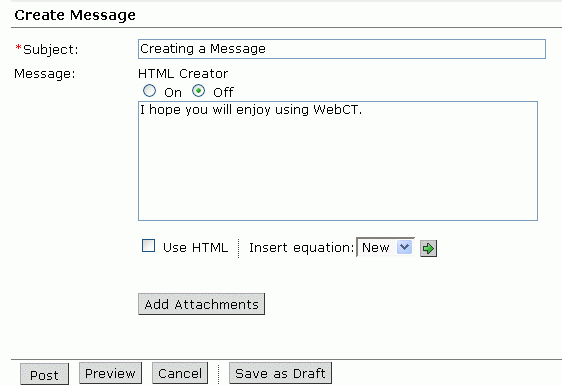 Create Message
*Subject: Creating a Message
Message: HTML Creator
On Off
I hope you will enjoy using WebCT.
Use HTML Insert equation: New
Add Attachments
Post Preview Cancel Save as Draft